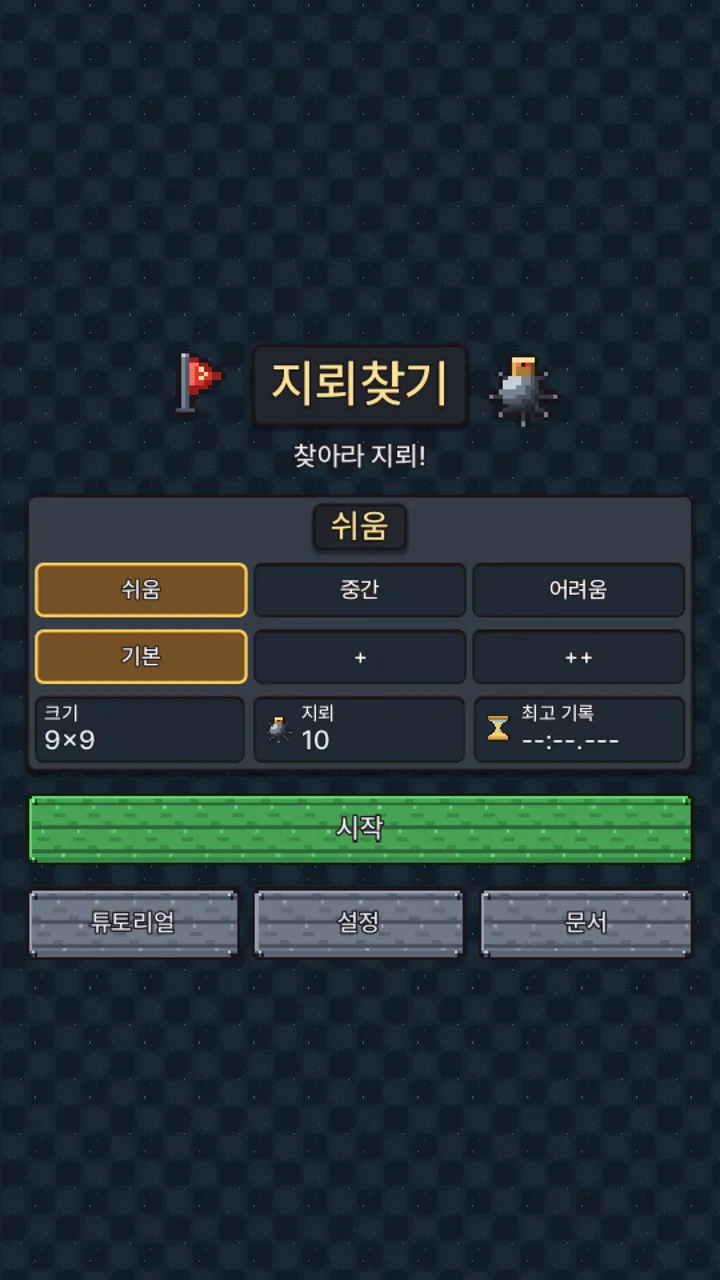 지뢰찾기
찾아라 지뢰!
쉬움
쉬움 중간 어려움
기본 + ++
크기 지뢰 최고 기록
9×9 10 --:--.---
시작
튜토리얼 설정 문서